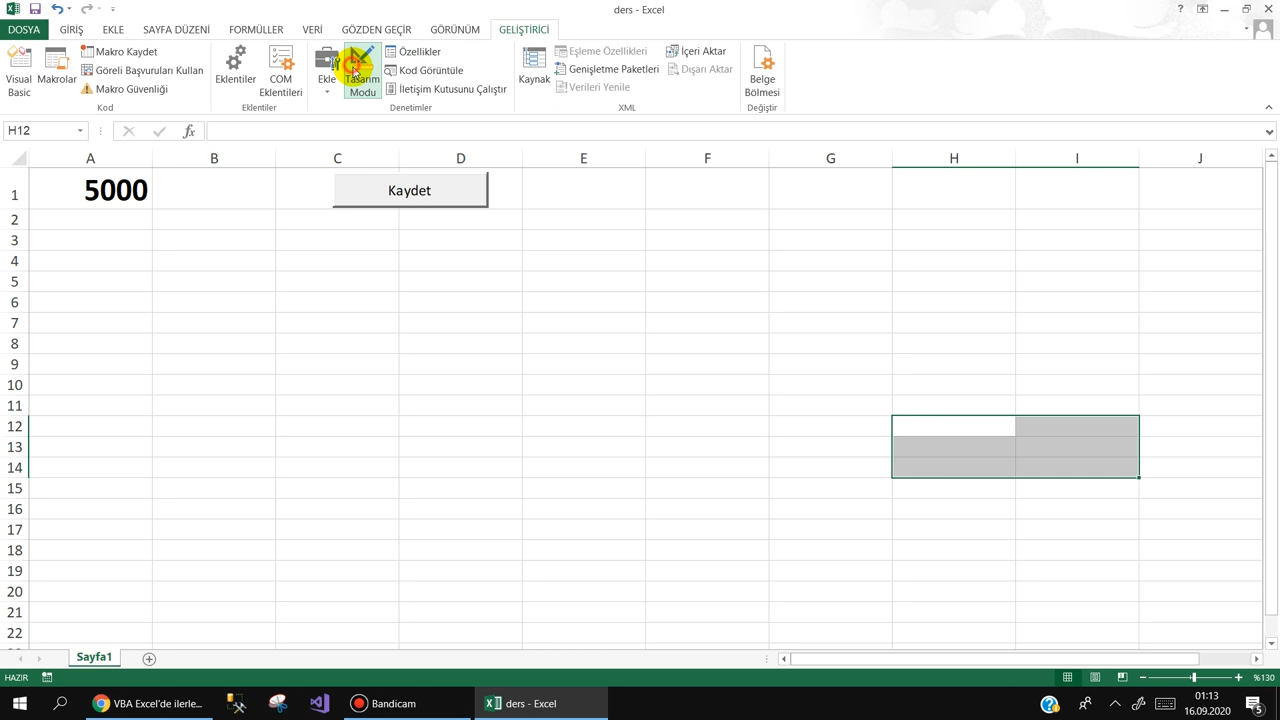 ders - Excel
DOSYA GİRİŞ EKLE SAYFA DÜZENİ FORMÜLLER VERİ GÖZDEN GEÇİR GÖRÜNÜM GELİŞTİRİCİ
Visual Basic
Makrolar
Makro Kaydet
Göreli Başvuruları Kullan
Makro Güvenliği
Kod
Eklentiler
COM Eklentileri
Eklentiler
Ekle
Tasarım Modu
Özellikler
Kod Görüntüle
İletişim Kutusunu Çalıştır
Denetimler
Kaynak
Eşleme Özellikleri
Genişletme Paketleri
Verileri Yenile
İçeri Aktar
Dışarı Aktar
XML
Belge Bölmesi
Değiştir
H12 fx
A B C D E F G H I J
1 5000 Kaydet
2
3
4
5
6
7
8
9
10
11
12
13
14
15
16
17
18
19
20
21
22
Sayfa1
HAZIR %130
VBA Excel'de ilerle... Bandicam ders - Excel
01:13
16.09.2020
5